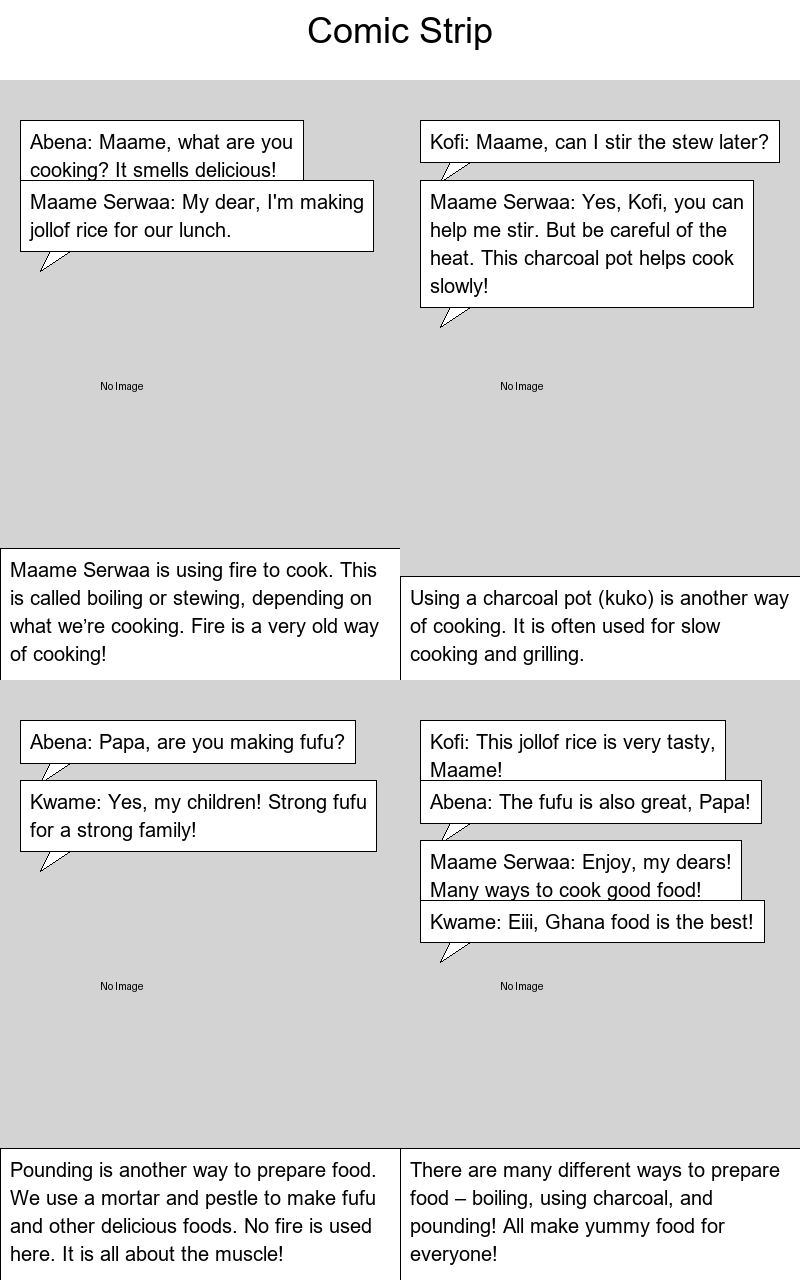 Comic Strip
Abena: Maame, what are you
cooking? It smells delicious!
Maame Serwaa: My dear, I'm making
jollof rice for our lunch.
No Image
Maame Serwaa is using fire to cook. This
is called boiling or stewing, depending on
what we’re cooking. Fire is a very old way
of cooking!
Kofi: Maame, can I stir the stew later?
Maame Serwaa: Yes, Kofi, you can
help me stir. But be careful of the
heat. This charcoal pot helps cook
slowly!
No Image
Using a charcoal pot (kuko) is another way
of cooking. It is often used for slow
cooking and grilling.
Abena: Papa, are you making fufu?
Kwame: Yes, my children! Strong fufu
for a strong family!
No Image
Pounding is another way to prepare food.
We use a mortar and pestle to make fufu
and other delicious foods. No fire is used
here. It is all about the muscle!
Kofi: This jollof rice is very tasty,
Maame!
Abena: The fufu is also great, Papa!
Maame Serwaa: Enjoy, my dears!
Many ways to cook good food!
Kwame: Eiii, Ghana food is the best!
No Image
There are many different ways to prepare
food – boiling, using charcoal, and
pounding! All make yummy food for
everyone!